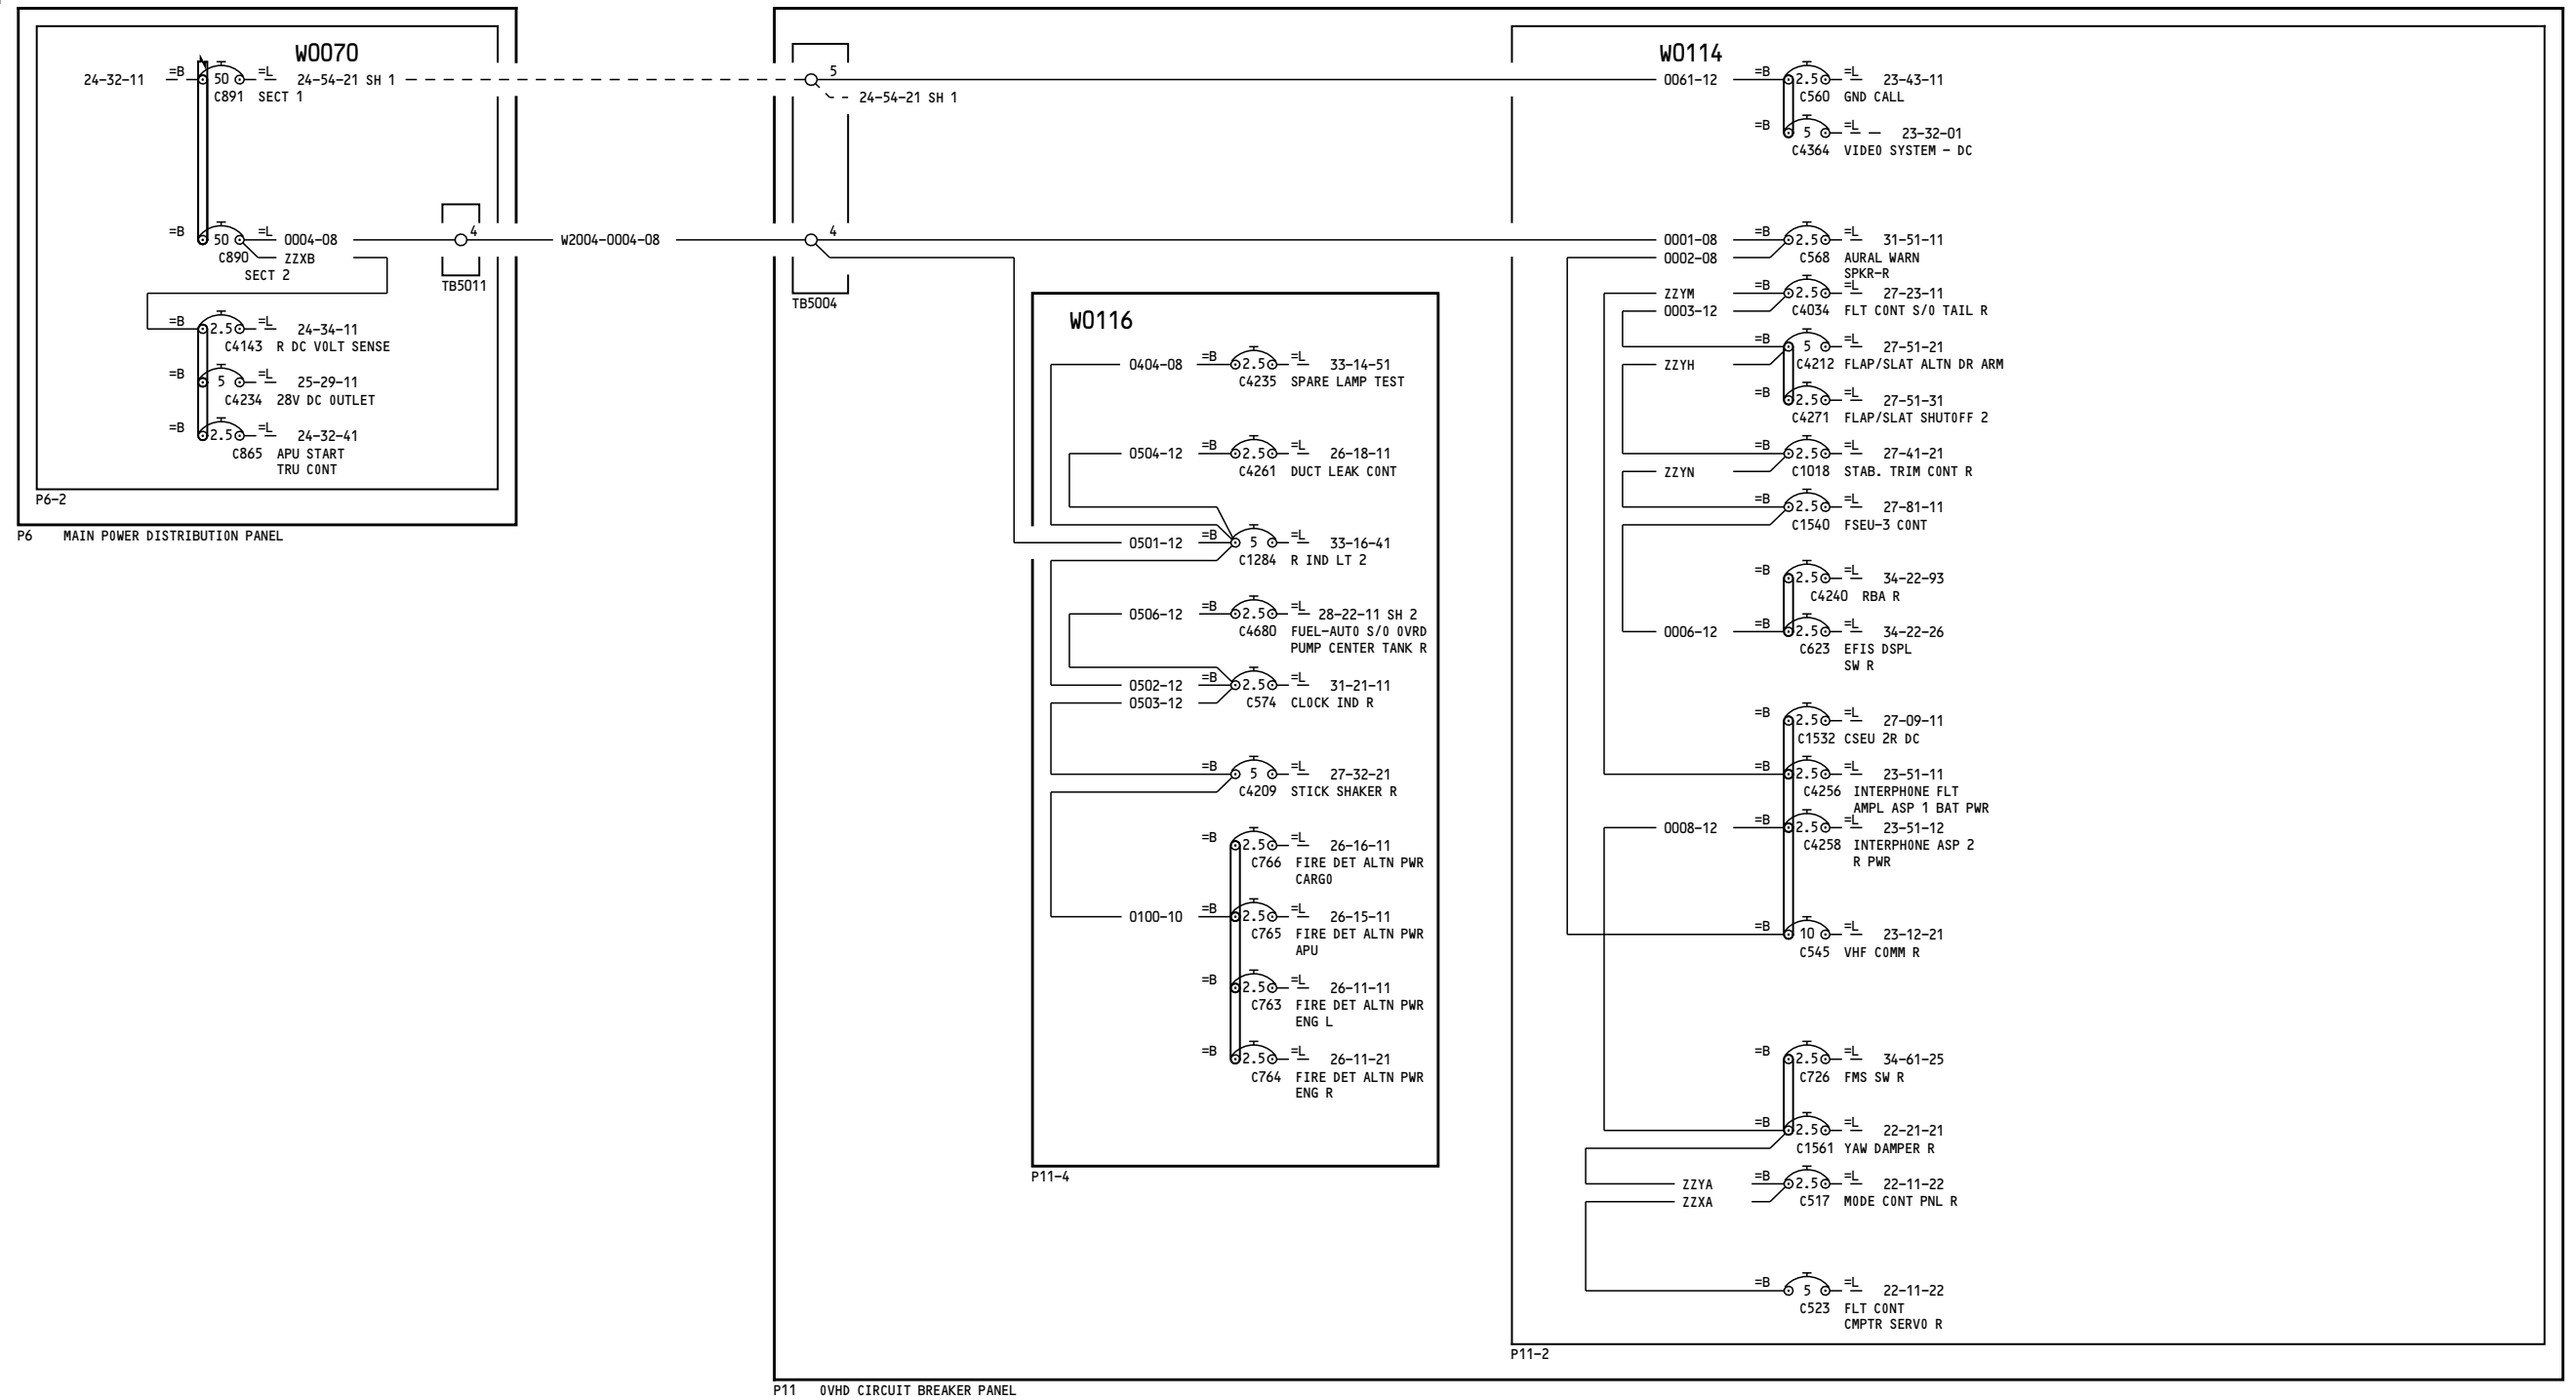 W0070
24-32-11 =B 50 =L 24-54-21 SH 1
C891 SECT 1
=B 50 =L 0004-08
C890 ZZXB
SECT 2
4
TB5011
W2004-0004-08
=B 2.5 =L 24-34-11
C4143 R DC VOLT SENSE
=B 5 =L 25-29-11
C4234 28V DC OUTLET
=B 2.5 =L 24-32-41
C865 APU START
TRU CONT
P6-2
P6 MAIN POWER DISTRIBUTION PANEL
5
24-54-21 SH 1
4
TB5004
W0116
0404-08 =B 2.5 =L 33-14-51
C4235 SPARE LAMP TEST
0504-12 =B 2.5 =L 26-18-11
C4261 DUCT LEAK CONT
0501-12 =B 5 =L 33-16-41
C1284 R IND LT 2
0506-12 =B 2.5 =L 28-22-11 SH 2
C4680 FUEL-AUTO S/O OVRD
PUMP CENTER TANK R
0502-12 =B 2.5 =L 31-21-11
0503-12 C574 CLOCK IND R
=B 5 =L 27-32-21
C4209 STICK SHAKER R
=B 2.5 =L 26-16-11
C766 FIRE DET ALTN PWR
CARGO
0100-10 =B 2.5 =L 26-15-11
C765 FIRE DET ALTN PWR
APU
=B 2.5 =L 26-11-11
C763 FIRE DET ALTN PWR
ENG L
=B 2.5 =L 26-11-21
C764 FIRE DET ALTN PWR
ENG R
P11-4
W0114
0061-12 =B 2.5 =L 23-43-11
C560 GND CALL
=B 5 =L 23-32-01
C4364 VIDEO SYSTEM - DC
0001-08 =B 2.5 =L 31-51-11
0002-08 C568 AURAL WARN
SPKR-R
ZZYM =B 2.5 =L 27-23-11
0003-12 C4034 FLT CONT S/O TAIL R
=B 5 =L 27-51-21
ZZYH C4212 FLAP/SLAT ALTN DR ARM
=B 2.5 =L 27-51-31
C4271 FLAP/SLAT SHUTOFF 2
=B 2.5 =L 27-41-21
ZZYN C1018 STAB. TRIM CONT R
=B 2.5 =L 27-81-11
C1540 FSEU-3 CONT
=B 2.5 =L 34-22-93
C4240 RBA R
0006-12 =B 2.5 =L 34-22-26
C623 EFIS DSPL
SW R
=B 2.5 =L 27-09-11
C1532 CSEU 2R DC
=B 2.5 =L 23-51-11
C4256 INTERPHONE FLT
AMPL ASP 1 BAT PWR
0008-12 =B 2.5 =L 23-51-12
C4258 INTERPHONE ASP 2
R PWR
=B 10 =L 23-12-21
C545 VHF COMM R
=B 2.5 =L 34-61-25
C726 FMS SW R
=B 2.5 =L 22-21-21
C1561 YAW DAMPER R
ZZYA =B 2.5 =L 22-11-22
ZZXA C517 MODE CONT PNL R
=B 5 =L 22-11-22
C523 FLT CONT
CMPTR SERVO R
P11-2
P11 OVHD CIRCUIT BREAKER PANEL